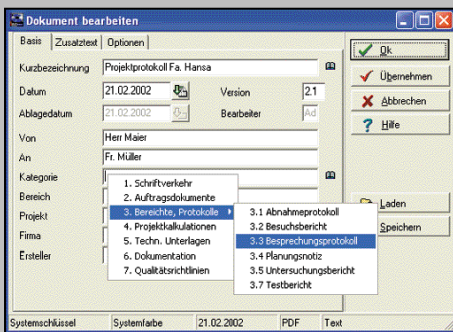 Dokument bearbeiten
Basis Zusatztext Optionen
Kurzbezeichnung Projektprotokoll Fa. Hansa
Datum 21.02.2002 Version 2.1
Ablagedatum 21.02.2002 Bearbeiter Ad
Von Herr Maier
An Fr. Müller
Kategorie
Bereich
Projekt
Firma
Ersteller
1. Schriftverkehr
2. Auftragsdokumente
3. Bereichte, Protokolle
4. Projektkalkulationen
5. Techn. Unterlagen
6. Dokumentation
7. Qualitätsrichtlinien
3.1 Abnahmeprotokoll
3.2 Besuchsbericht
3.3 Besprechungsprotokoll
3.4 Planungsnotiz
3.5 Untersuchungsbericht
3.7 Testbericht
Ok
Übernehmen
Abbrechen
Hilfe
Laden
Speichern
Systemschlüssel Systemfarbe 21.02.2002 PDF Text